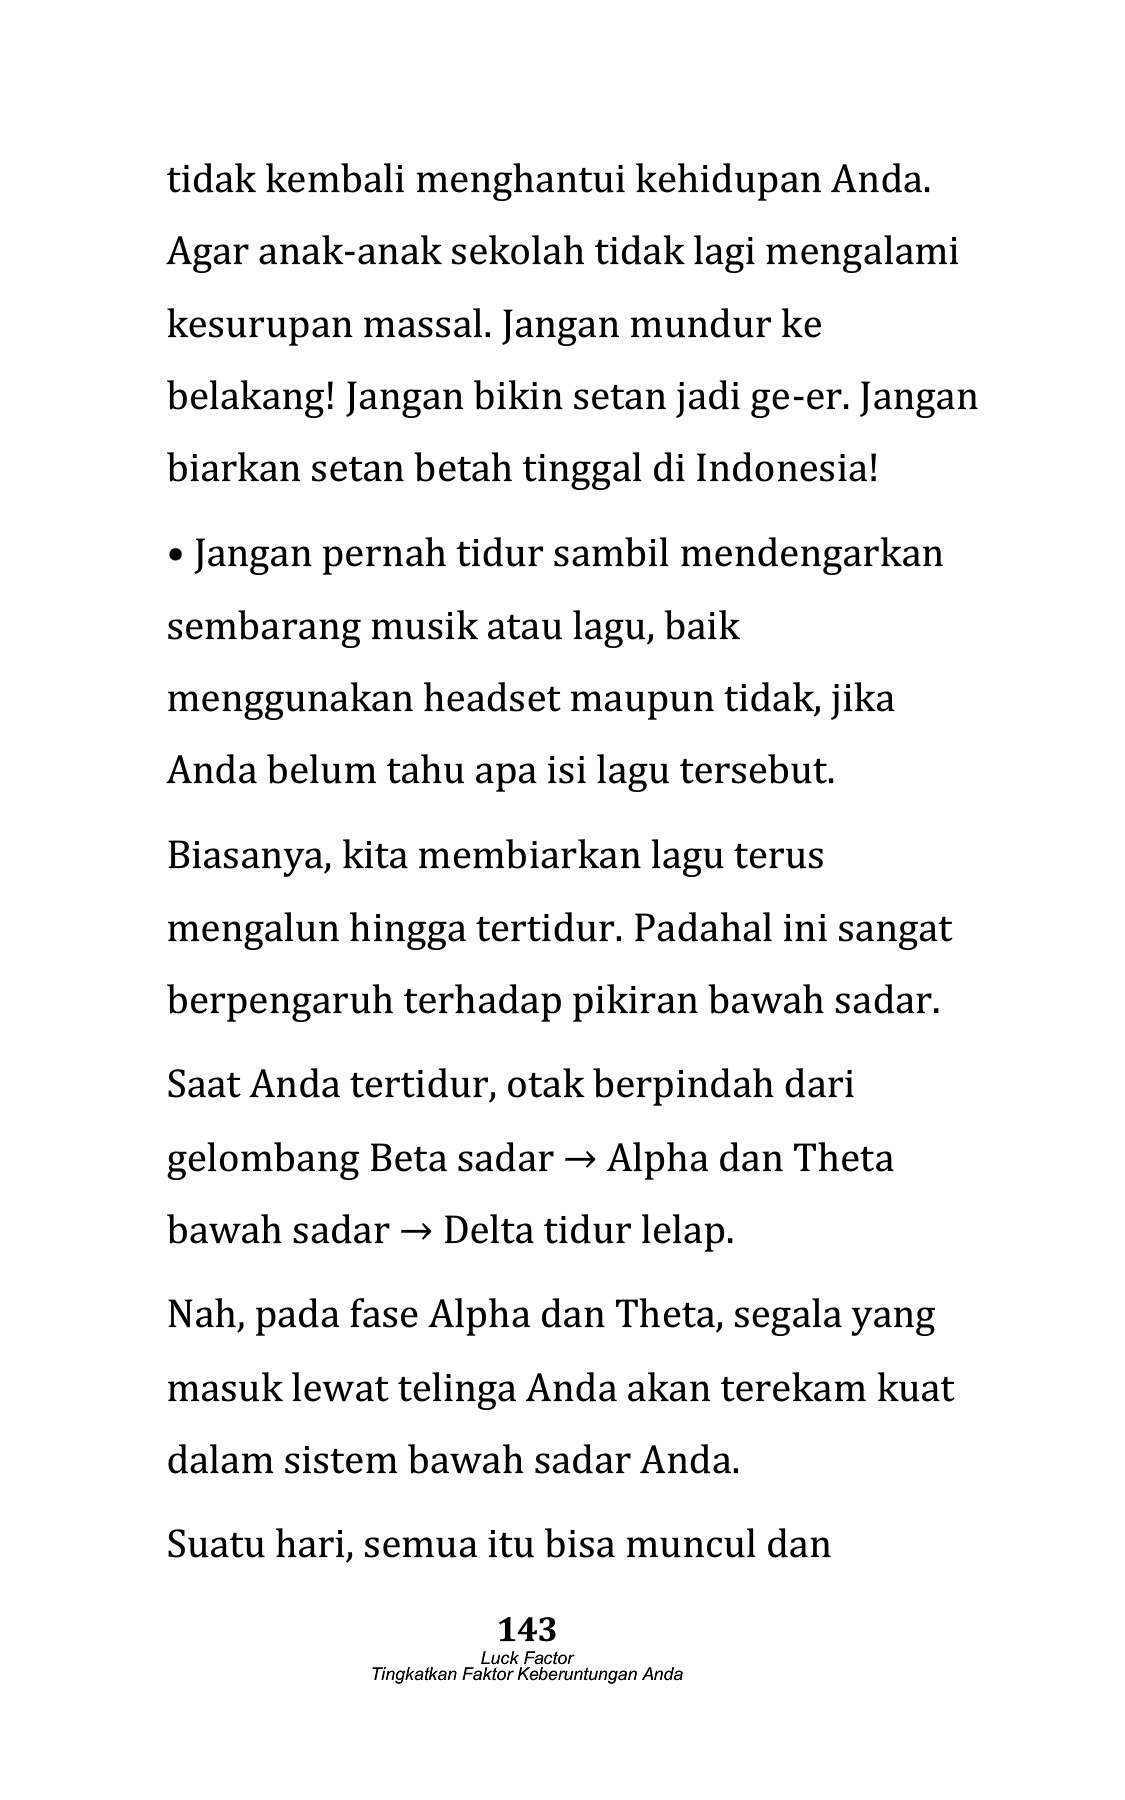 tidak kembali menghantui kehidupan Anda.
Agar anak-anak sekolah tidak lagi mengalami
kesurupan massal. Jangan mundur ke
belakang! Jangan bikin setan jadi ge-er. Jangan
biarkan setan betah tinggal di Indonesia!
• Jangan pernah tidur sambil mendengarkan
sembarang musik atau lagu, baik
menggunakan headset maupun tidak, jika
Anda belum tahu apa isi lagu tersebut.
Biasanya, kita membiarkan lagu terus
mengalun hingga tertidur. Padahal ini sangat
berpengaruh terhadap pikiran bawah sadar.
Saat Anda tertidur, otak berpindah dari
gelombang Beta sadar → Alpha dan Theta
bawah sadar → Delta tidur lelap.
Nah, pada fase Alpha dan Theta, segala yang
masuk lewat telinga Anda akan terekam kuat
dalam sistem bawah sadar Anda.
Suatu hari, semua itu bisa muncul dan
143
Luck Factor
Tingkatkan Faktor Keberuntungan Anda